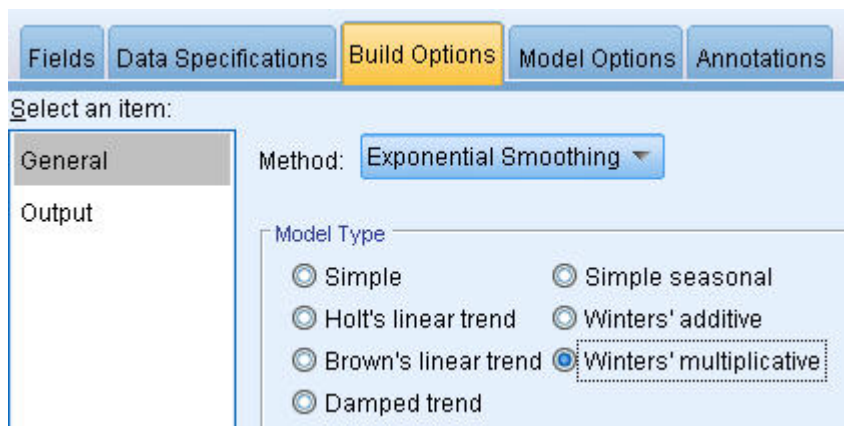 Fields Data Specifications Build Options Model Options Annotations
Select an item:
General
Output
Method: Exponential Smoothing
Model Type
Simple
Simple seasonal
Holt's linear trend
Winters' additive
Brown's linear trend
Winters' multiplicative
Damped trend